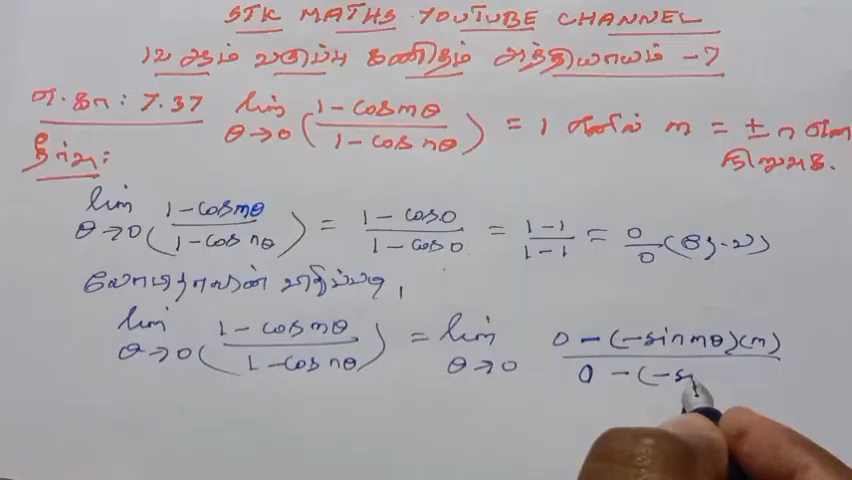 STK MATHS YOUTUBE CHANNEL
12 ஆம் வகுப்பு கணிதம் அத்தியாயம் - 7
எ.கா : 7.37 lim θ→0 (1 - cos mθ / 1 - cos nθ) = 1 எனில் m = ± n என
நிறுவுக.
தீர்வு:
lim θ→0 (1 - cos mθ / 1 - cos nθ) = 1 - cos 0 / 1 - cos 0 = 1 - 1 / 1 - 1 = 0 / 0 (தே.வ)
லோபிதாலின் விதிப்படி,
lim θ→0 (1 - cos mθ / 1 - cos nθ) = lim θ→0 0 - (-sin mθ)(m) / 0 - (-s